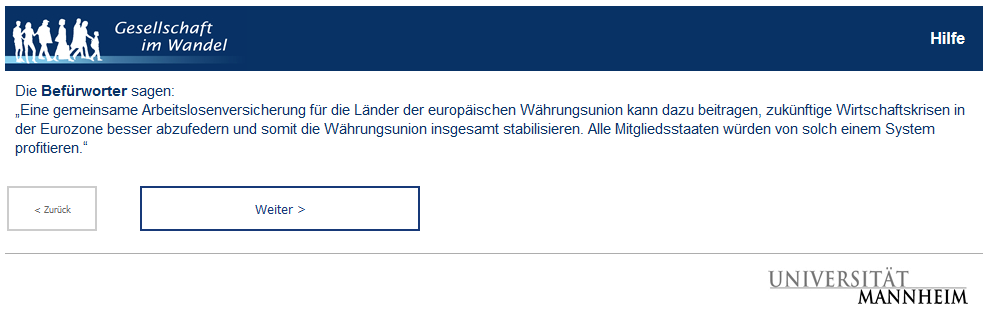 Gesellschaft
im Wandel
Hilfe
Die Befürworter sagen:
„Eine gemeinsame Arbeitslosenversicherung für die Länder der europäischen Währungsunion kann dazu beitragen, zukünftige Wirtschaftskrisen in
der Eurozone besser abzufedern und somit die Währungsunion insgesamt stabilisieren. Alle Mitgliedsstaaten würden von solch einem System
profitieren.“
< Zurück
Weiter >
UNIVERSITÄT
MANNHEIM